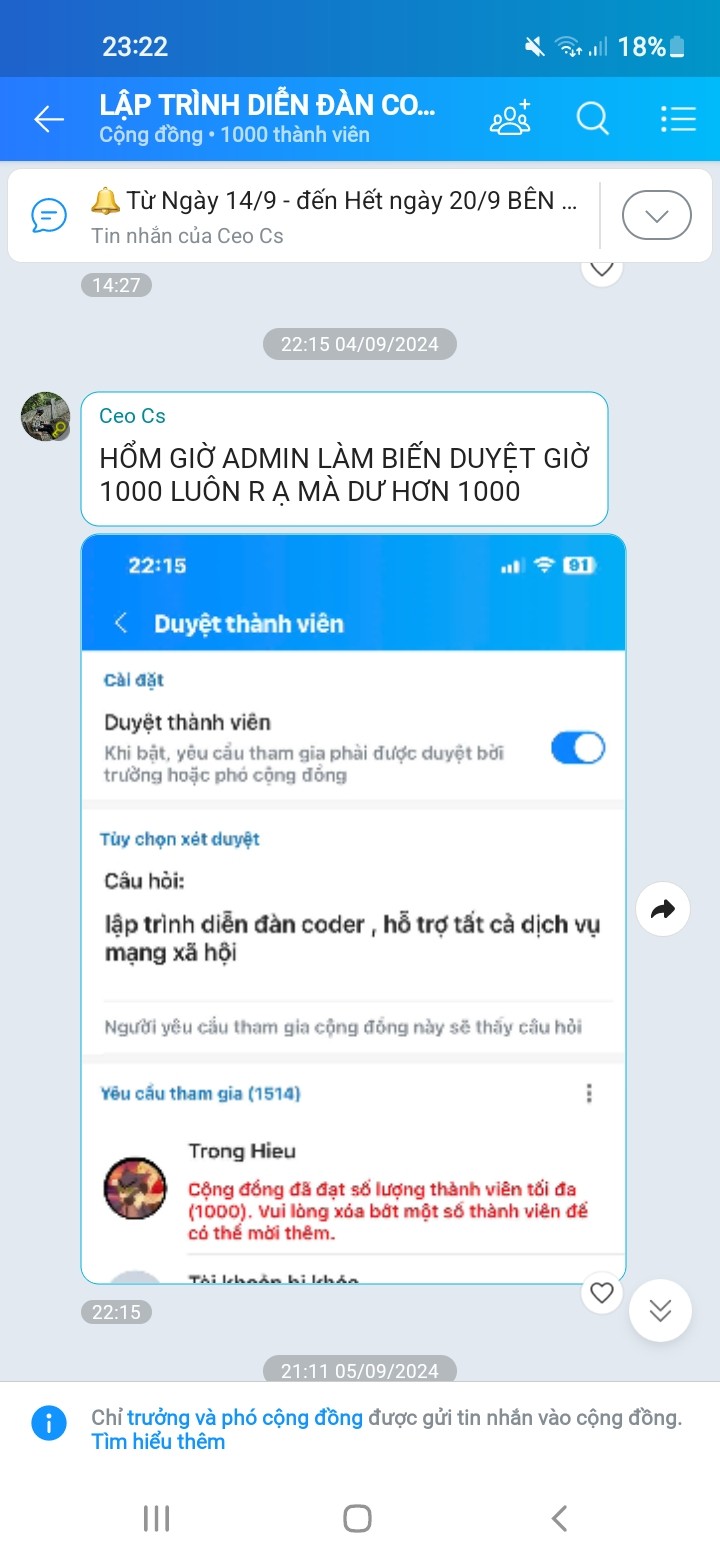 23:22
18%
LẬP TRÌNH DIỄN ĐÀN CO...
Cộng đồng • 1000 thành viên
Từ Ngày 14/9 - đến Hết ngày 20/9 BÊN ...
Tin nhắn của Ceo Cs
14:27
22:15 04/09/2024
Ceo Cs
HỔM GIỜ ADMIN LÀM BIẾN DUYỆT GIỜ
1000 LUÔN R Ạ MÀ DƯ HƠN 1000
22:15
91
Duyệt thành viên
Cài đặt
Duyệt thành viên
Khi bật, yêu cầu tham gia phải được duyệt bởi
trưởng hoặc phó cộng đồng
Tùy chọn xét duyệt
Câu hỏi:
lập trình diễn đàn coder , hỗ trợ tất cả dịch vụ
mạng xã hội
Người yêu cầu tham gia cộng đồng này sẽ thấy câu hỏi
Yêu cầu tham gia (1514)
Trong Hieu
Cộng đồng đã đạt số lượng thành viên tối đa
(1000). Vui lòng xóa bớt một số thành viên để
có thể mời thêm.
Tài khoản bị khóa
22:15
21:11 05/09/2024
Chỉ trưởng và phó cộng đồng được gửi tin nhắn vào cộng đồng.
Tìm hiểu thêm